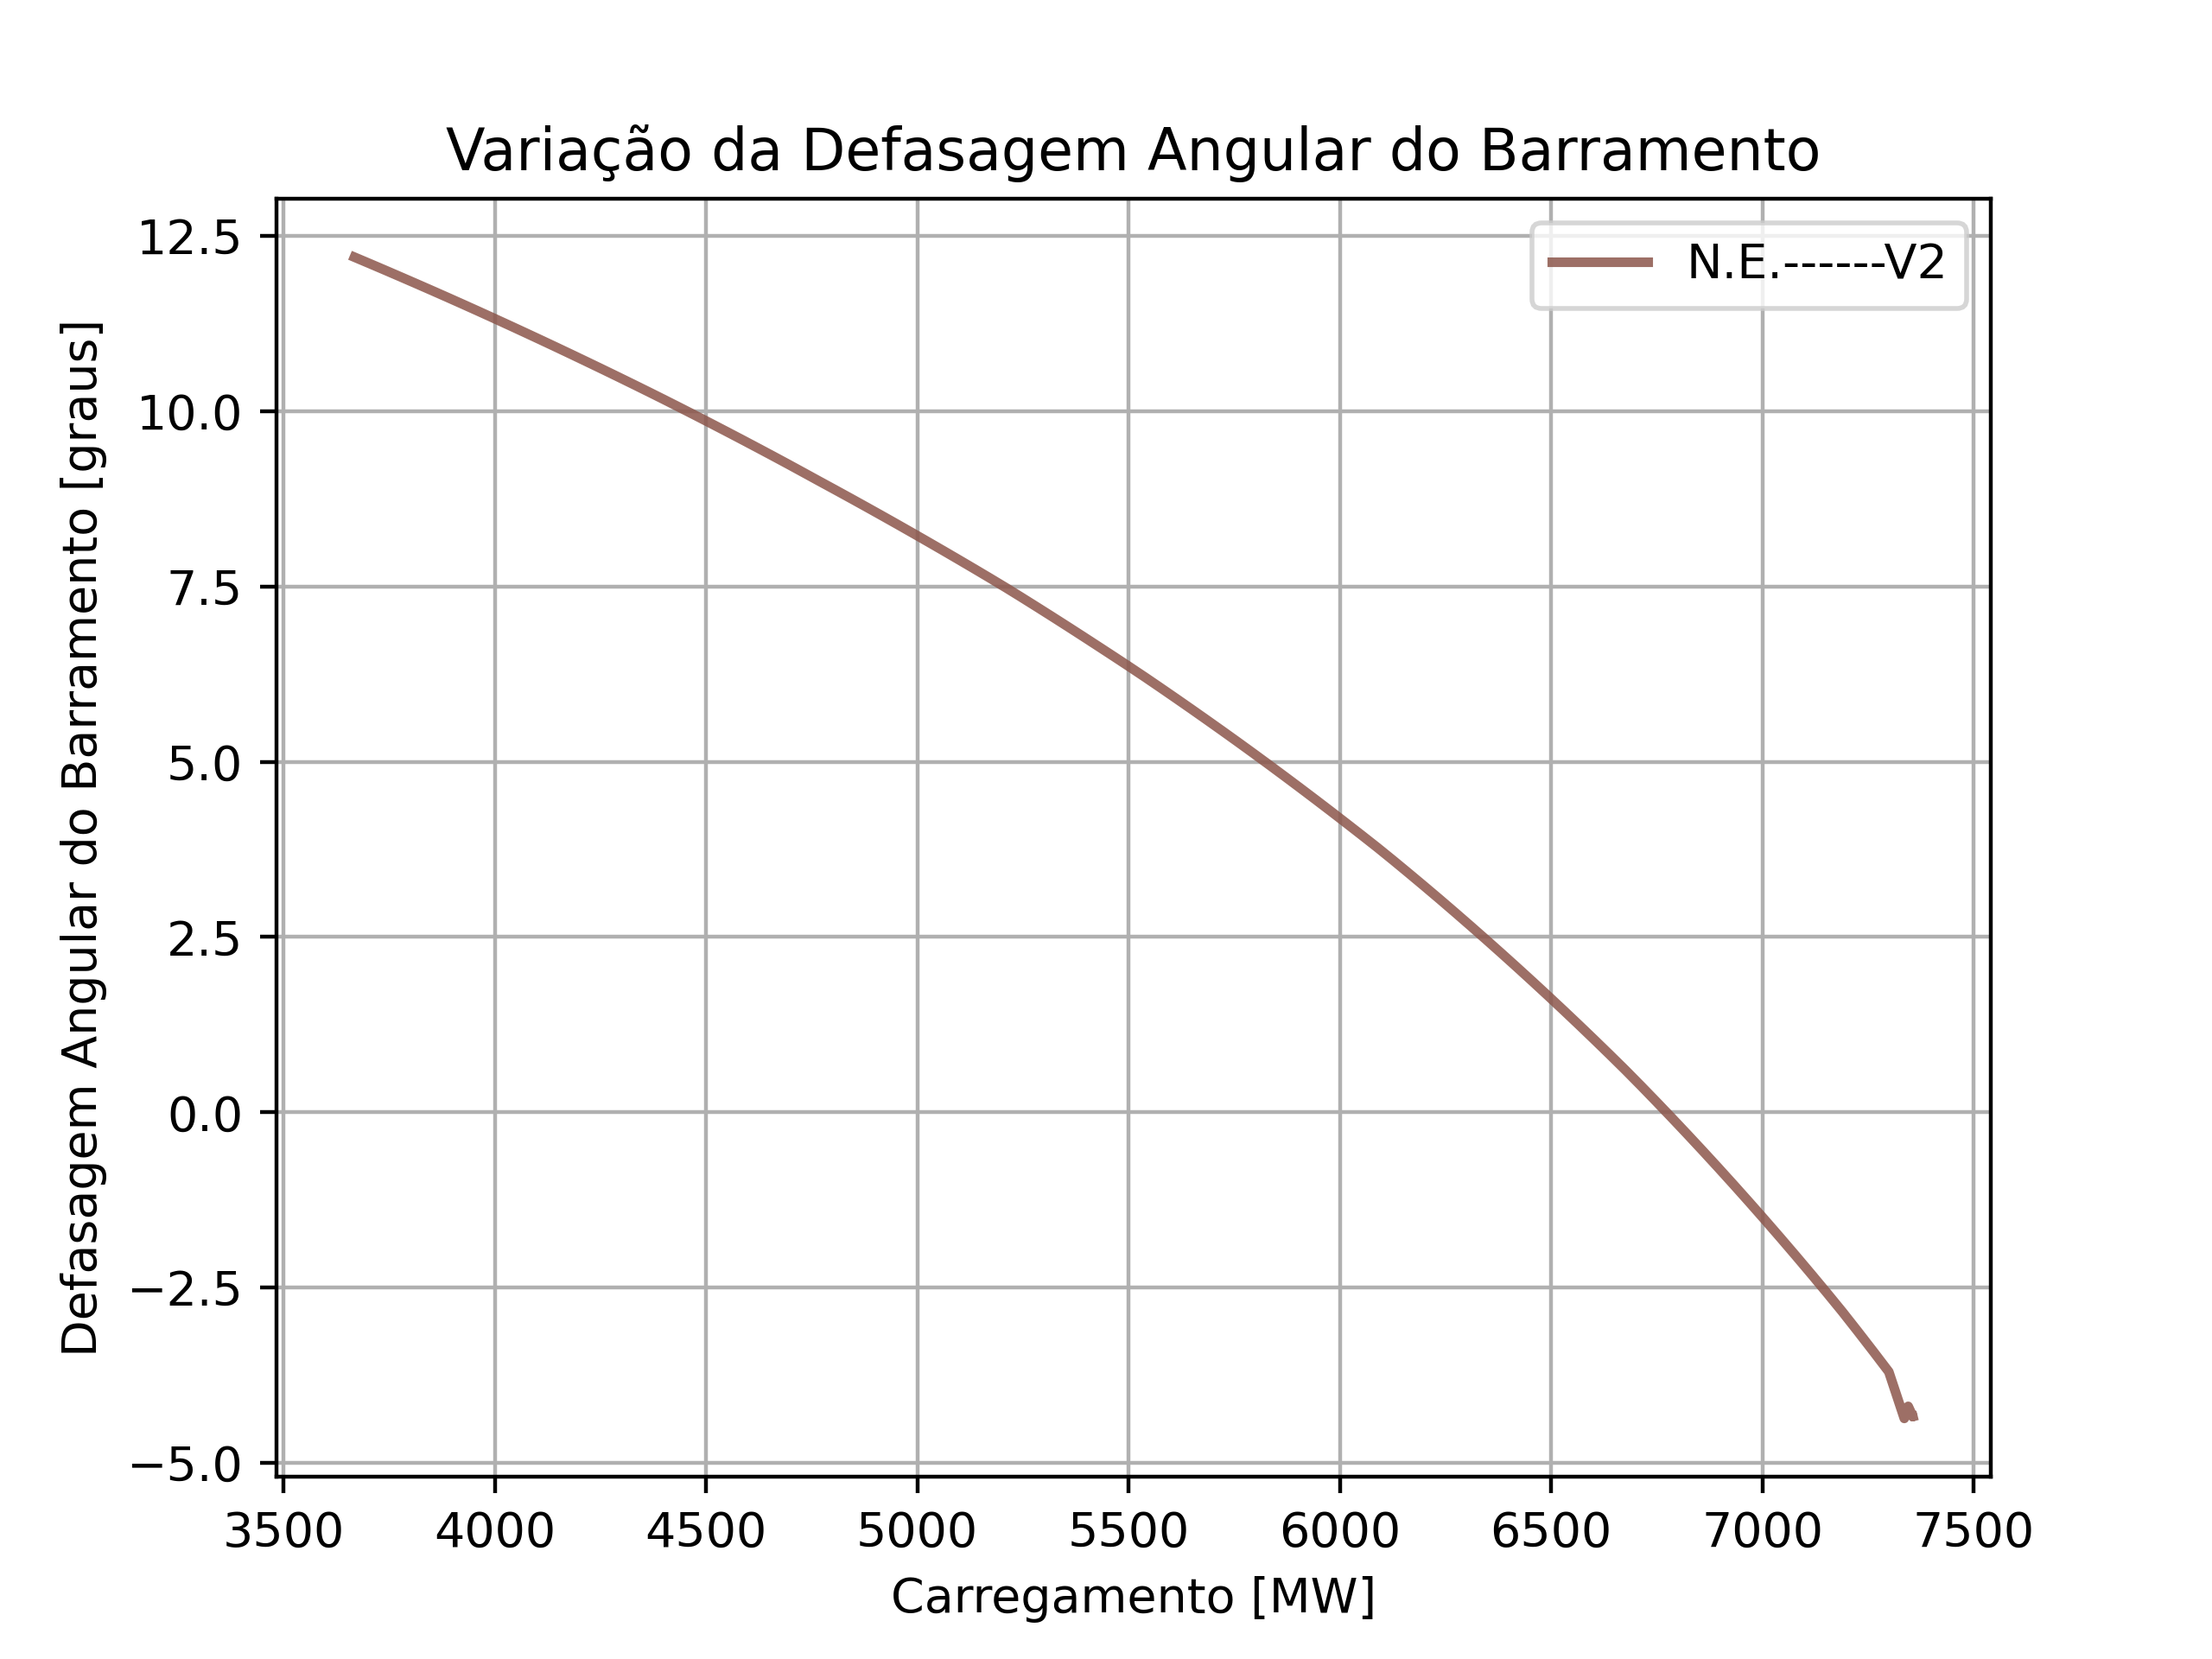 Variação da Defasagem Angular do Barramento
N.E.------V2
Defasagem Angular do Barramento [graus]
12.5
10.0
7.5
5.0
2.5
0.0
−2.5
−5.0
3500 4000 4500 5000 5500 6000 6500 7000 7500
Carregamento [MW]